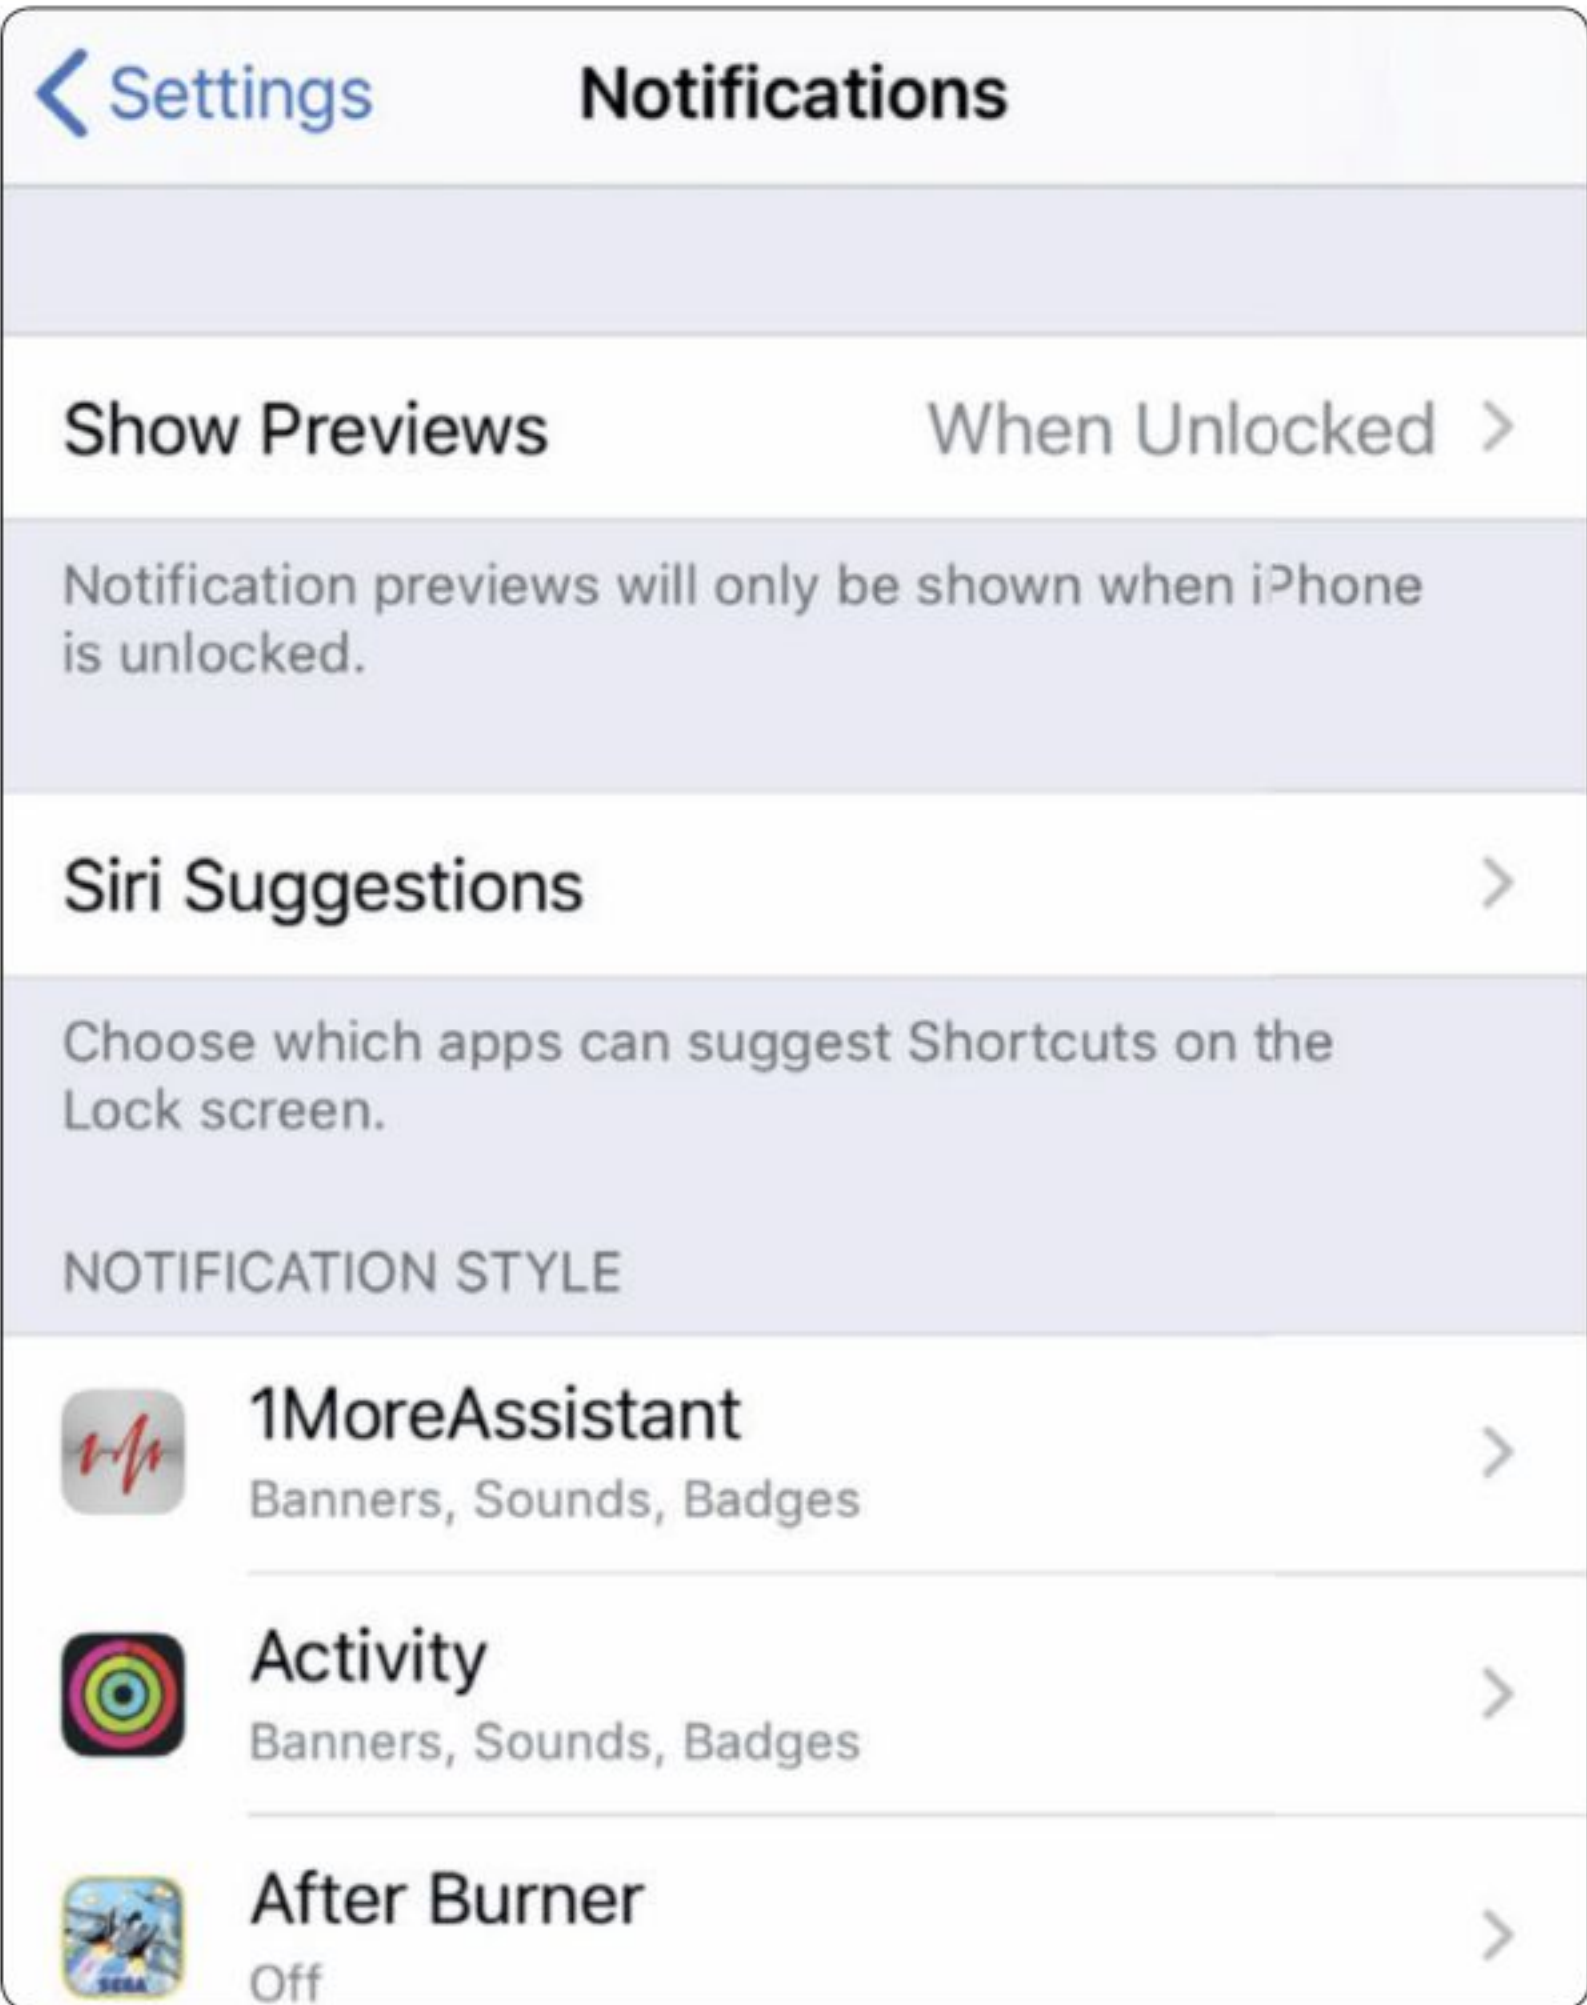 Settings
Notifications
Show Previews
When Unlocked
Notification previews will only be shown when iPhone
is unlocked.
Siri Suggestions
Choose which apps can suggest Shortcuts on the
Lock screen.
NOTIFICATION STYLE
1MoreAssistant
Banners, Sounds, Badges
Activity
Banners, Sounds, Badges
After Burner
SEGA
Off